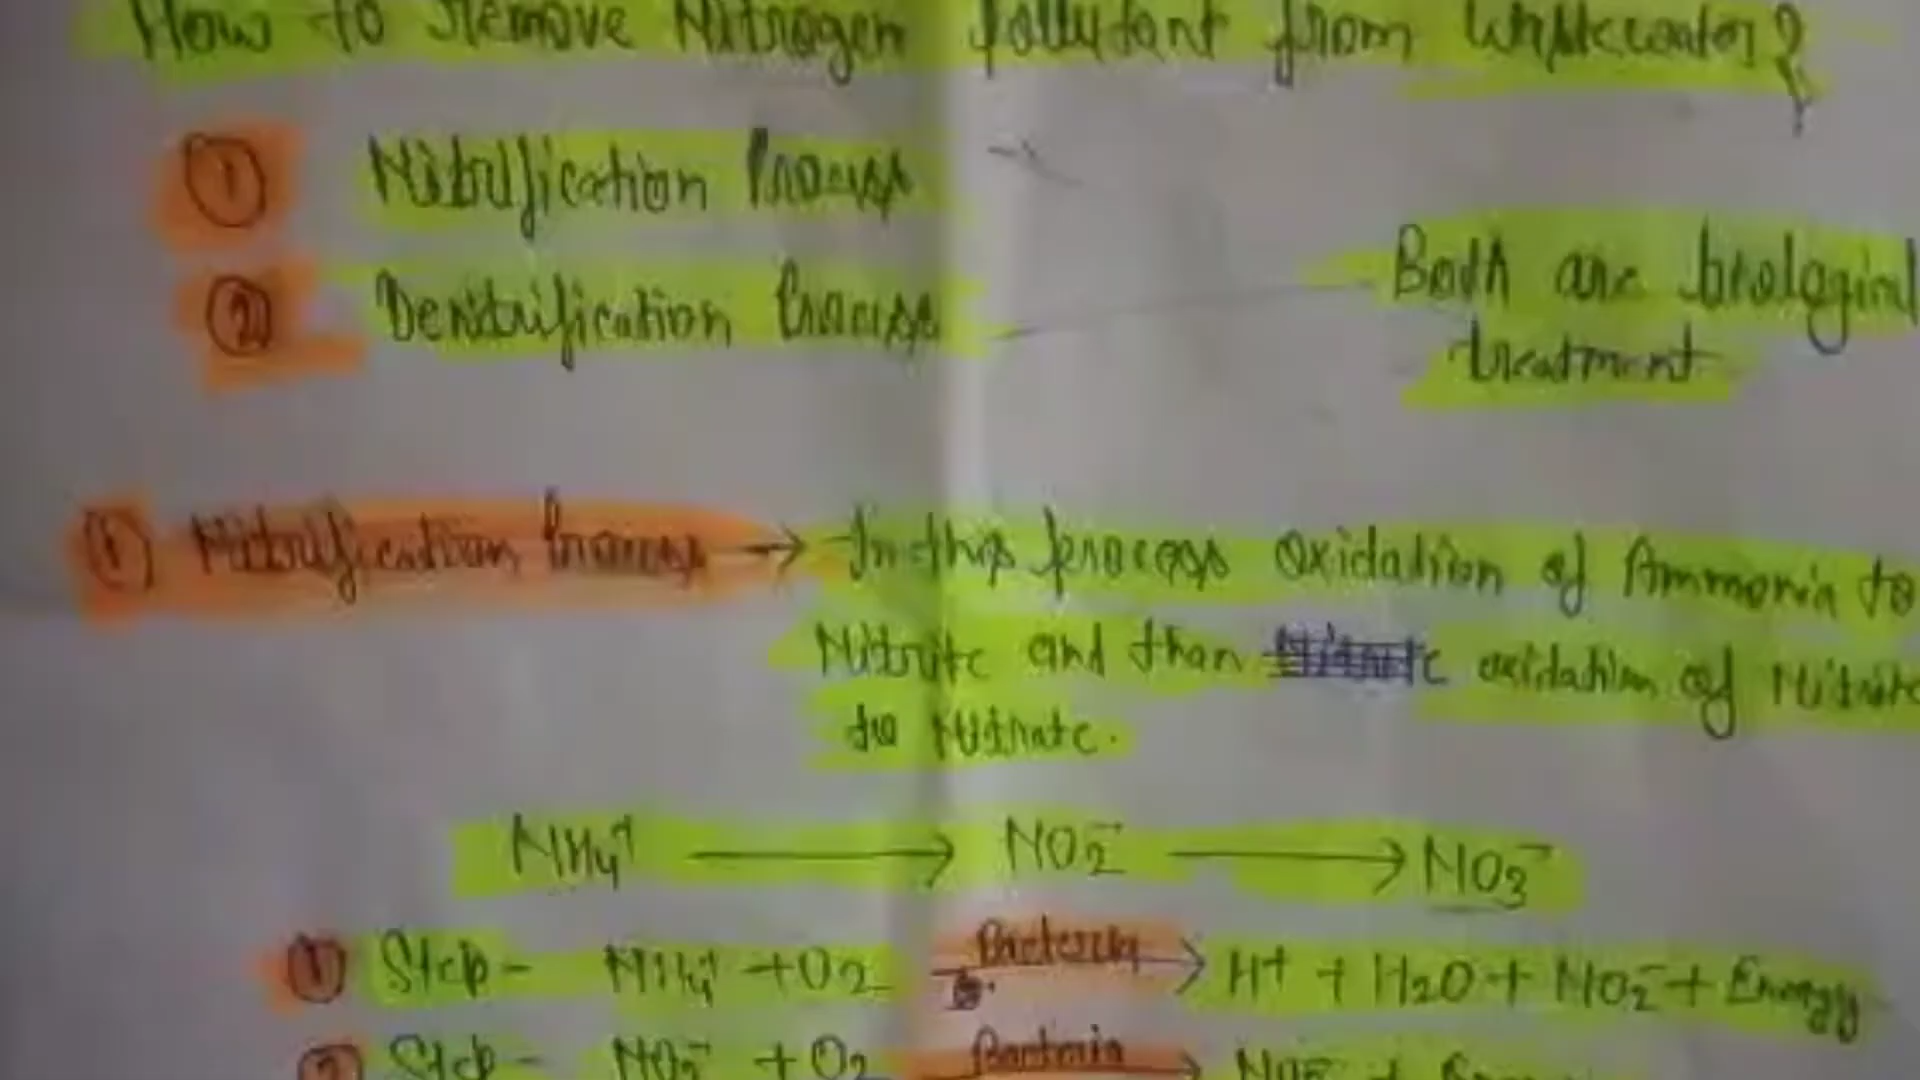 How to remove Nitrogen Pollutant from Wastewater?
① Nitrification Process
② Denitrification Process
Both are biological
treatment
① Nitrification Process → In this process oxidation of Ammonia to
Nitrite and than oxidation of Nitrite
to Nitrate.
NH4+ → NO2- → NO3-
① Step - NH4+ + O2 Bacteria → H+ + H2O + NO2- + Energy
② Step - NO2- + O2 Bacteria →